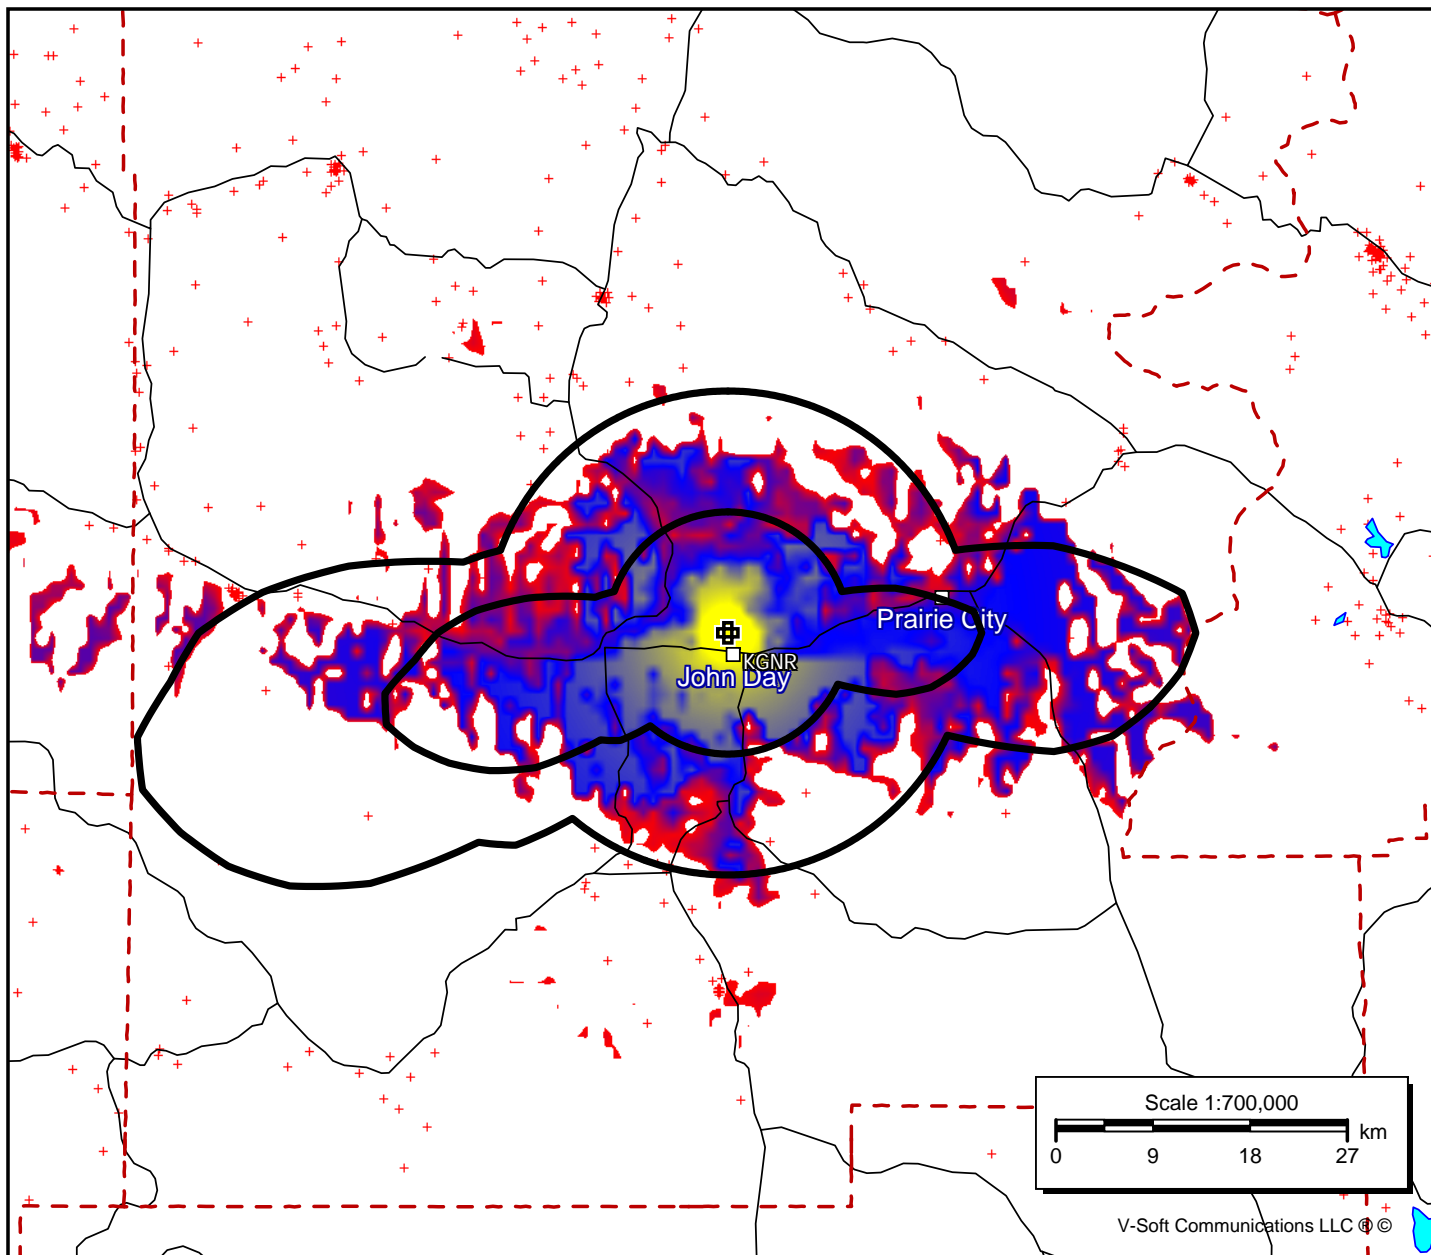 Prairie City
KGNR
John Day
Scale 1:700,000
km
0 9 18 27
V-Soft Communications LLC ® ©